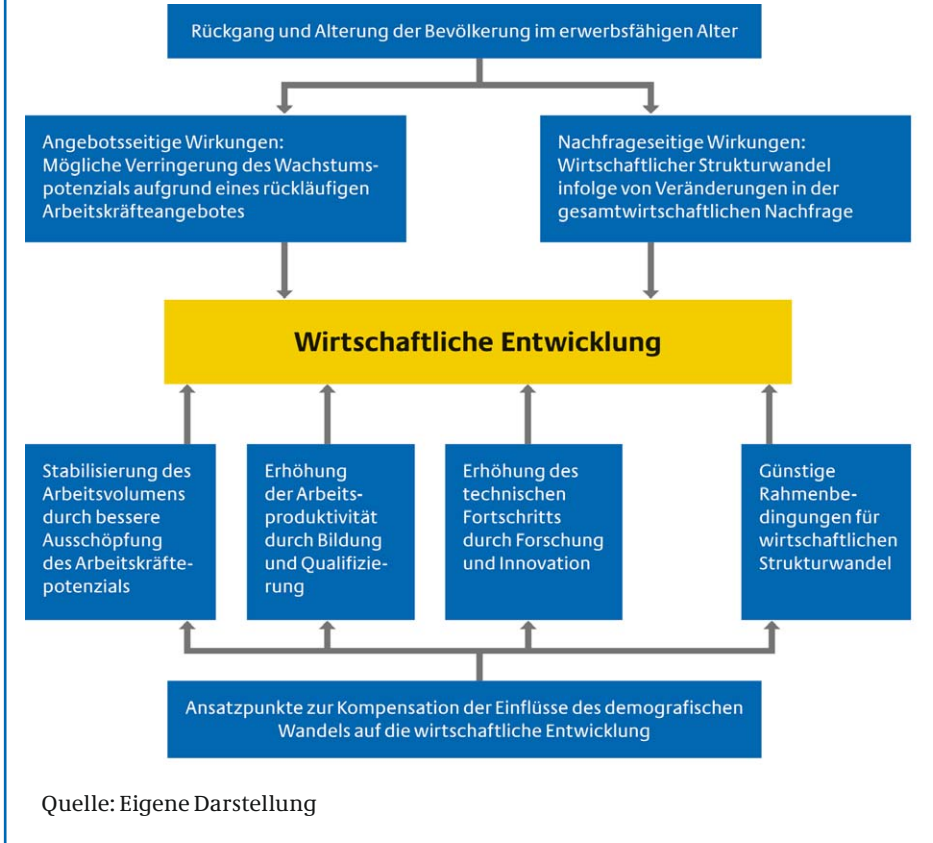 Rückgang und Alterung der Bevölkerung im erwerbsfähigen Alter
Angebotsseitige Wirkungen:
Mögliche Verringerung des Wachstums-
potenzials aufgrund eines rückläufigen
Arbeitskräfteangebotes
Nachfrageseitige Wirkungen:
Wirtschaftlicher Strukturwandel
infolge von Veränderungen in der
gesamtwirtschaftlichen Nachfrage
Wirtschaftliche Entwicklung
Stabilisierung des
Arbeitsvolumens
durch bessere
Ausschöpfung
des Arbeitskräfte-
potenzials
Erhöhung
der Arbeits-
produktivität
durch Bildung
und Qualifizie-
rung
Erhöhung des
technischen
Fortschritts
durch Forschung
und Innovation
Günstige
Rahmenbe-
dingungen für
wirtschaftlichen
Strukturwandel
Ansatzpunkte zur Kompensation der Einflüsse des demografischen
Wandels auf die wirtschaftliche Entwicklung
Quelle: Eigene Darstellung